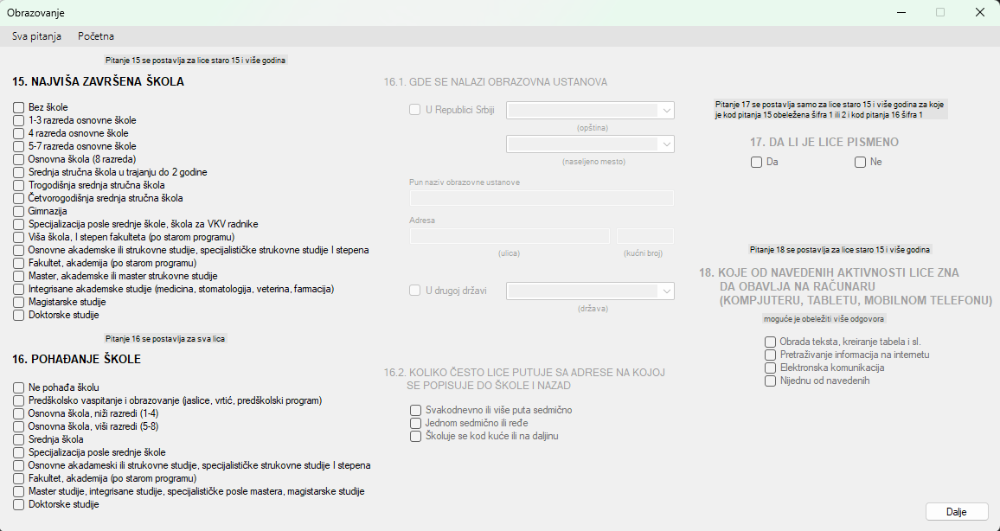 Obrazovanje
Sva pitanja Početna
Pitanje 15 se postavlja za lice staro 15 i više godina
15. NAJVIŠA ZAVRŠENA ŠKOLA
Bez škole
1-3 razreda osnovne škole
4 razreda osnovne škole
5-7 razreda osnovne škole
Osnovna škola (8 razreda)
Srednja stručna škola u trajanju do 2 godine
Trogodišnja srednja stručna škola
Četvorogodišnja srednja stručna škola
Gimnazija
Specijalizacija posle srednje škole, škola za VKV radnike
Viša škola, I stepen fakulteta (po starom programu)
Osnovne akademske ili strukovne studije, specijalističke strukovne studije I stepena
Fakultet, akademija (po starom programu)
Master, akademske ili master strukovne studije
Integrisane akademske studije (medicina, stomatologija, veterina, farmacija)
Magistarske studije
Doktorske studije
Pitanje 16 se postavlja za sva lica
16. POHAĐANJE ŠKOLE
Ne pohađa školu
Predškolsko vaspitanje i obrazovanje (jaslice, vrtić, predškolski program)
Osnovna škola, niži razredi (1-4)
Osnovna škola, viši razredi (5-8)
Srednja škola
Specijalizacija posle srednje škole
Osnovne akadameski ili strukovne studije, specijalističke strukovne studije I stepena
Fakultet, akademija (po starom programu)
Master studije, integrisane studije, specijalističke posle mastera, magistarske studije
Doktorske studije
16.1. GDE SE NALAZI OBRAZOVNA USTANOVA
U Republici Srbiji
(opština)
(naseljeno mesto)
Pun naziv obrazovne ustanove
Adresa
(ulica) (kućni broj)
U drugoj državi
(država)
16.2. KOLIKO ČESTO LICE PUTUJE SA ADRESE NA KOJOJ
SE POPISUJE DO ŠKOLE I NAZAD
Svakodnevno ili više puta sedmično
Jednom sedmično ili ređe
Školuje se kod kuće ili na daljinu
Pitanje 17 se postavlja samo za lice staro 15 i više godina za koje
je kod pitanja 15 obeležena šifra 1 ili 2 i kod pitanja 16 šifra 1
17. DA LI JE LICE PISMENO
Da Ne
Pitanje 18 se postavlja za lice staro 15 i više godina
18. KOJE OD NAVEDENIH AKTIVNOSTI LICE ZNA
DA OBAVLJA NA RAČUNARU
(KOMPJUTERU, TABLETU, MOBILNOM TELEFONU)
moguće je obeležiti više odgovora
Obrada teksta, kreiranje tabela i sl.
Pretraživanje informacija na internetu
Elektronska komunikacija
Nijednu od navedenih
Dalje